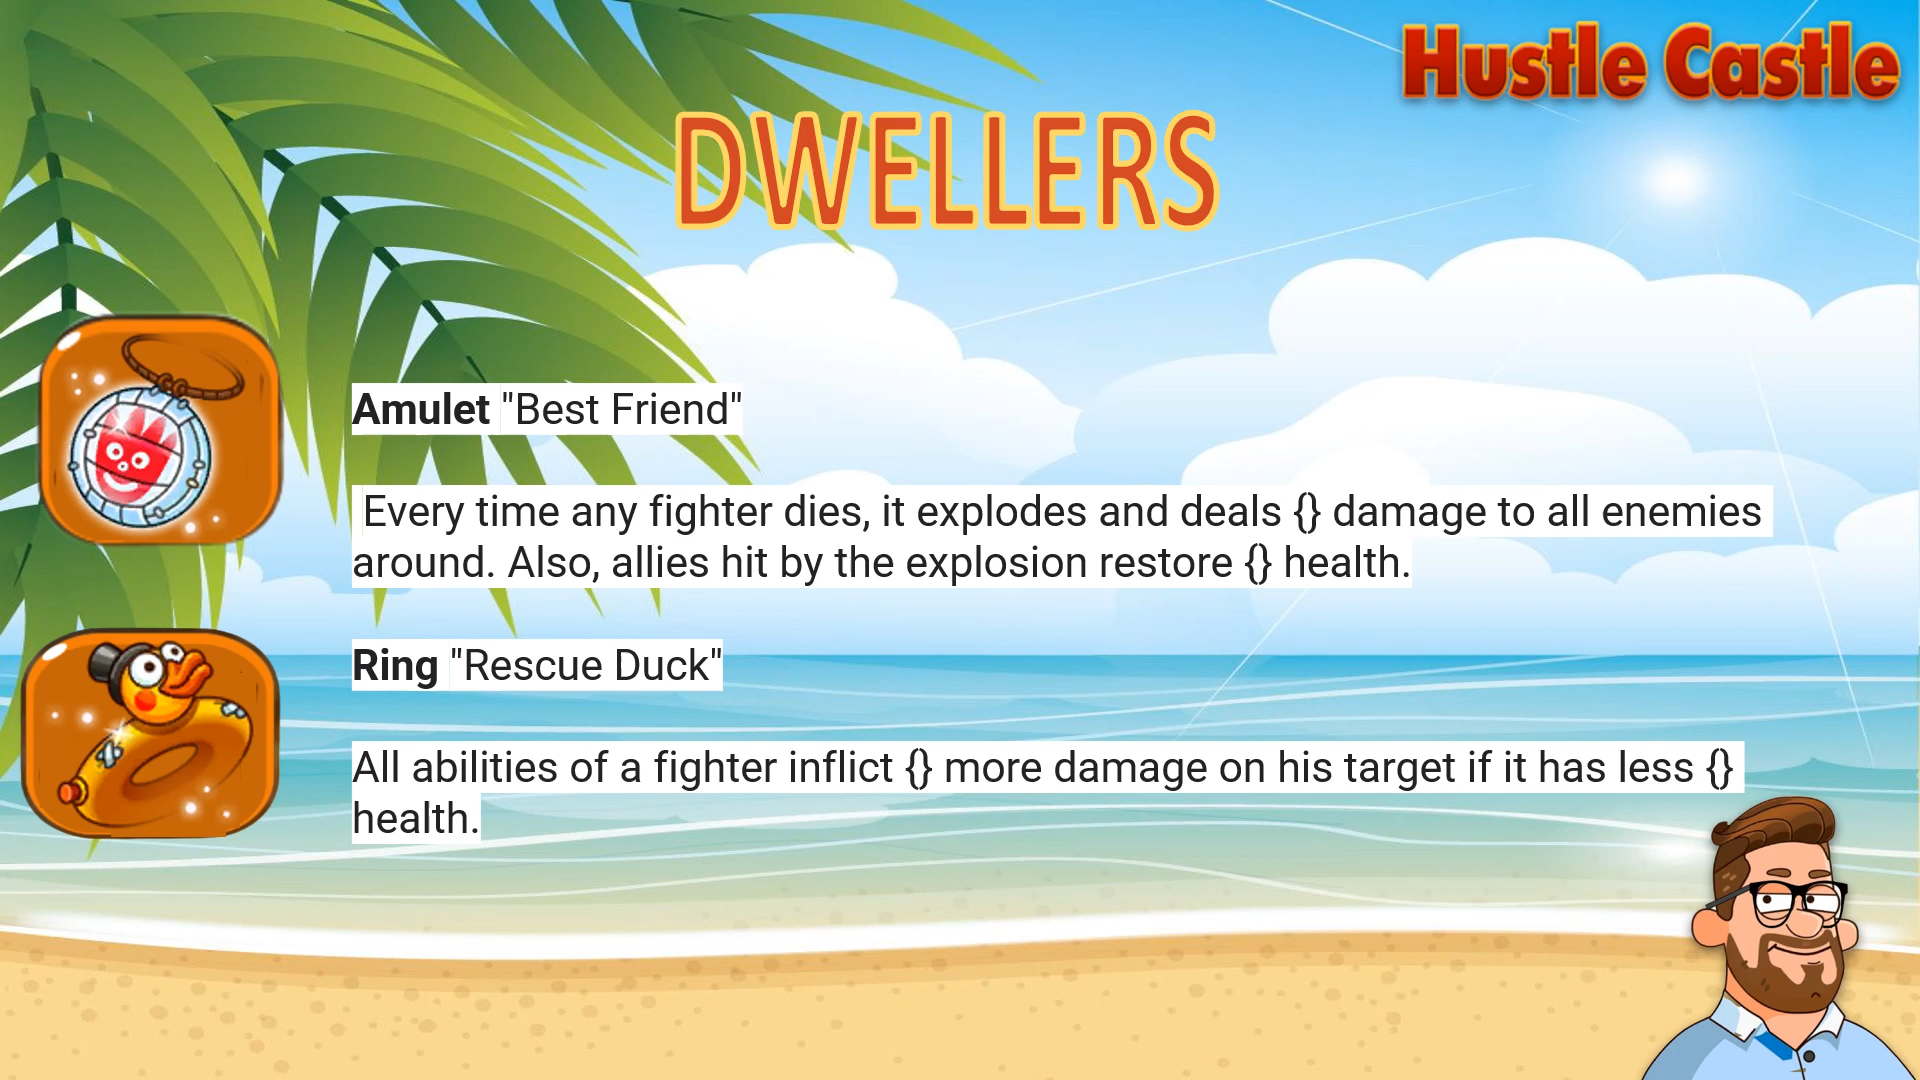 Hustle Castle
DWELLERS
Amulet "Best Friend"
Every time any fighter dies, it explodes and deals {} damage to all enemies
around. Also, allies hit by the explosion restore {} health.
Ring "Rescue Duck"
All abilities of a fighter inflict {} more damage on his target if it has less {}
health.